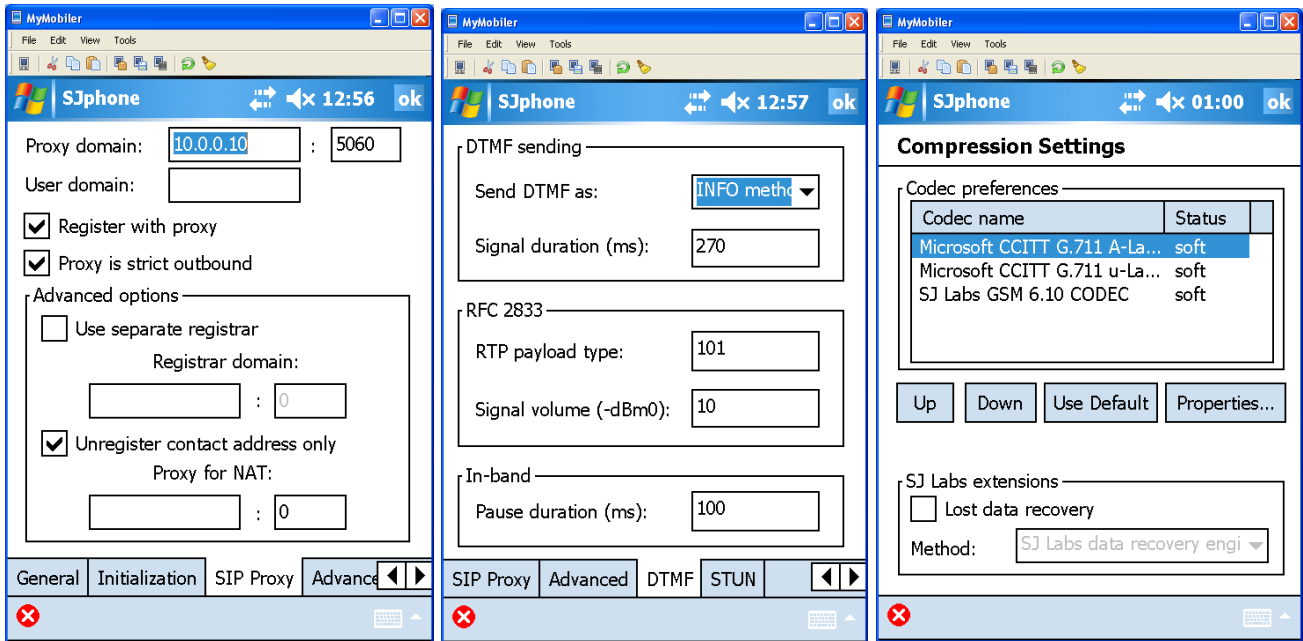 MyMobiler
File Edit View Tools
SJphone 12:56 ok
Proxy domain: 10.0.0.10 : 5060
User domain:
Register with proxy
Proxy is strict outbound
Advanced options
Use separate registrar
Registrar domain:
: 0
Unregister contact address only
Proxy for NAT:
: 0
General Initialization SIP Proxy Advance
MyMobiler
File Edit View Tools
SJphone 12:57 ok
DTMF sending
Send DTMF as: INFO metho
Signal duration (ms): 270
RFC 2833
RTP payload type: 101
Signal volume (-dBm0): 10
In-band
Pause duration (ms): 100
SIP Proxy Advanced DTMF STUN
MyMobiler
File Edit View Tools
SJphone 01:00 ok
Compression Settings
Codec preferences
Codec name Status
Microsoft CCITT G.711 A-La... soft
Microsoft CCITT G.711 u-La... soft
SJ Labs GSM 6.10 CODEC soft
Up Down Use Default Properties...
SJ Labs extensions
Lost data recovery
Method: SJ Labs data recovery engi